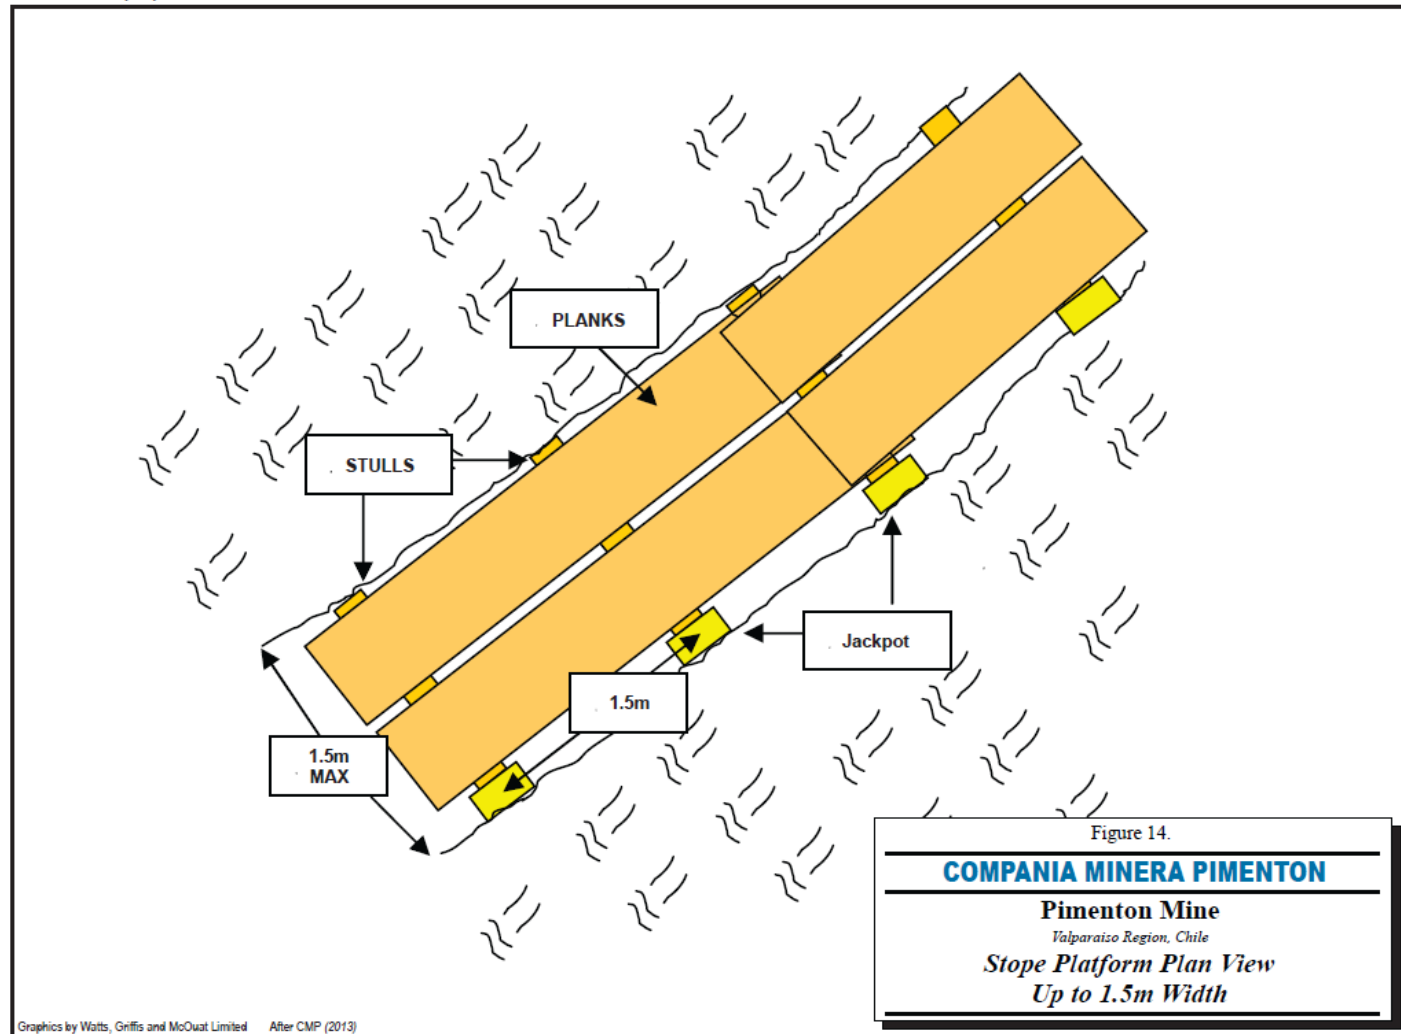 PLANKS
STULLS
Jackpot
1.5m
1.5m
MAX
Figure 14.
COMPANIA MINERA PIMENTON
Pimenton Mine
Valparaiso Region, Chile
Stope Platform Plan View
Up to 1.5m Width
Graphics by Watts, Griffis and McOuat Limited After CMP (2013)